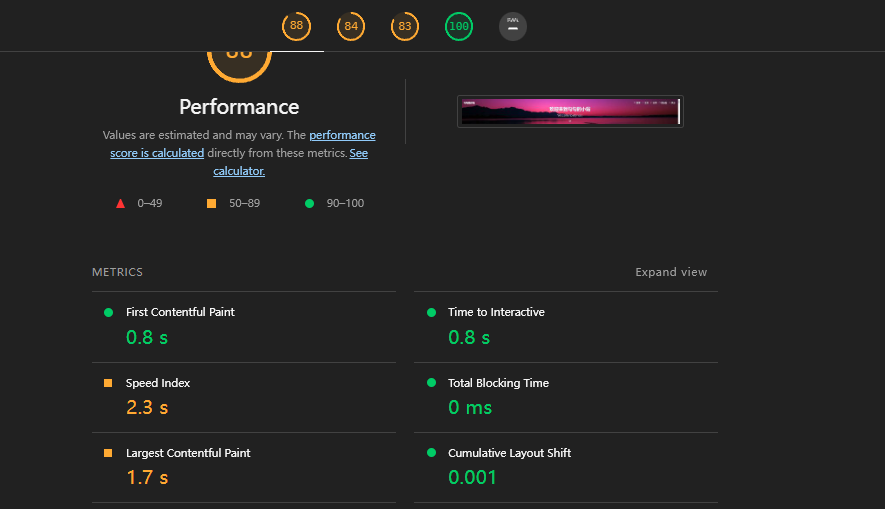 88
84
83
100
PWA
Performance
Values are estimated and may vary. The performance
score is calculated directly from these metrics. See
calculator.
0–49
50–89
90–100
METRICS
Expand view
First Contentful Paint
0.8 s
Time to Interactive
0.8 s
Speed Index
2.3 s
Total Blocking Time
0 ms
Largest Contentful Paint
1.7 s
Cumulative Layout Shift
0.001